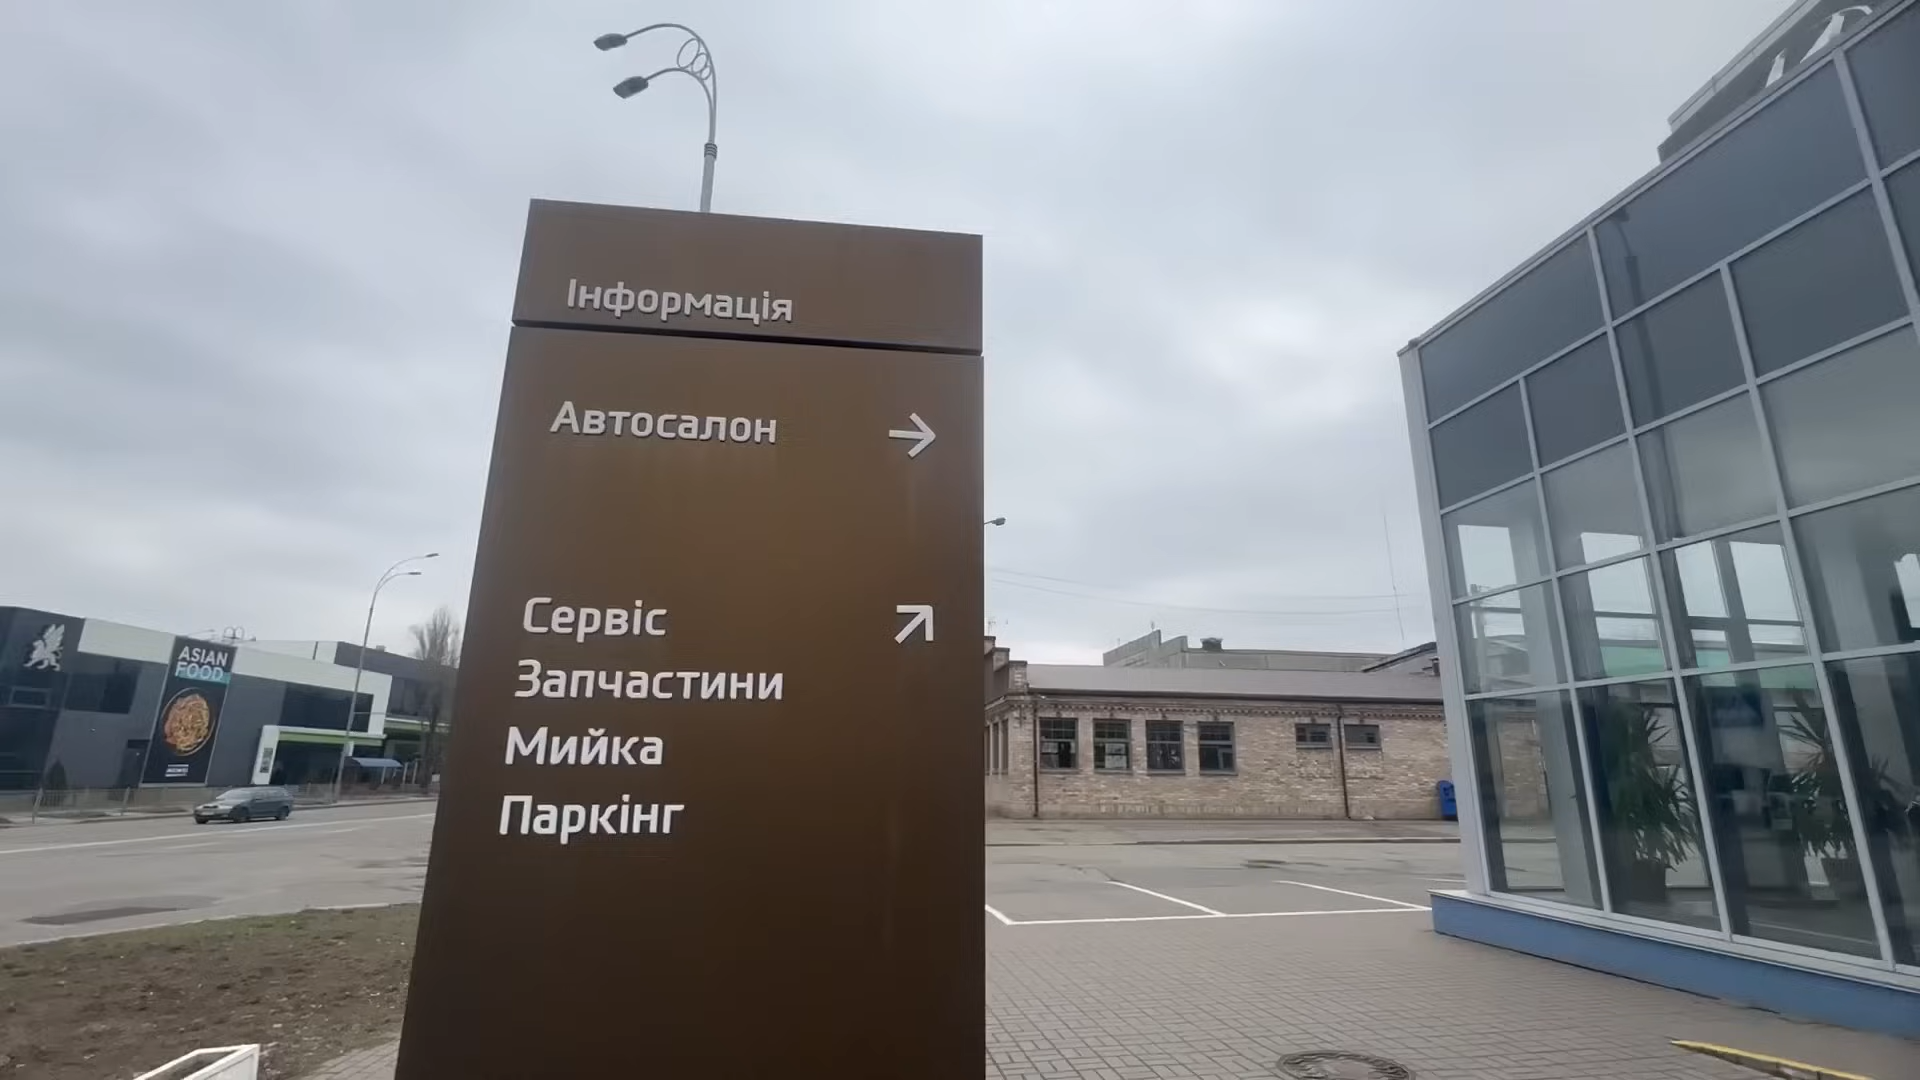 Інформація
Автосалон
Сервіс
Запчастини
Мийка
Паркінг
ASIAN
FOOD